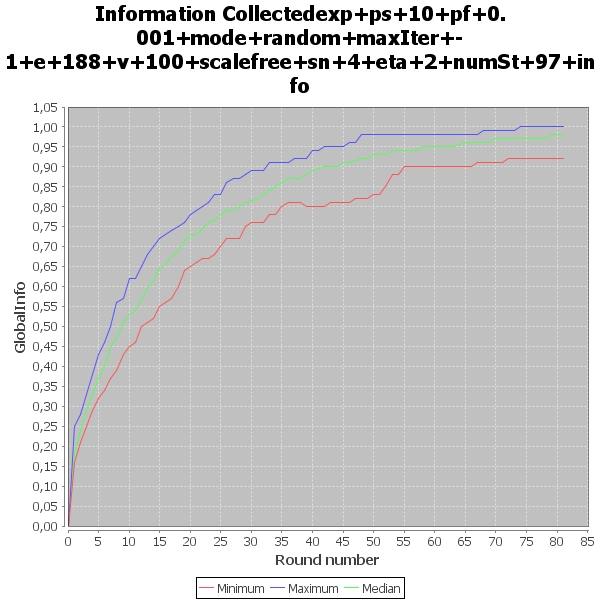 Information Collectedexp+ps+10+pf+0.
001+mode+random+maxIter+-
1+e+188+v+100+scalefree+sn+4+eta+2+numSt+97+in
fo
1,05
1,00
0,95
0,90
0,85
0,80
0,75
0,70
0,65
0,60
0,55
0,50
0,45
0,40
0,35
0,30
0,25
0,20
0,15
0,10
0,05
0,00
GlobalInfo
0 5 10 15 20 25 30 35 40 45 50 55 60 65 70 75 80 85
Round number
Minimum Maximum Median